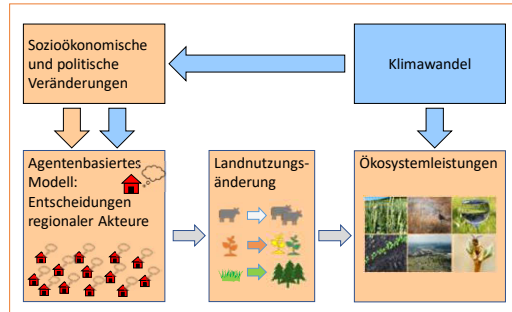 Sozioökonomische
und politische
Veränderungen
Klimawandel
Agentenbasiertes
Modell:
Entscheidungen
regionaler Akteure
Landnutzungs-
änderung
Ökosystemleistungen